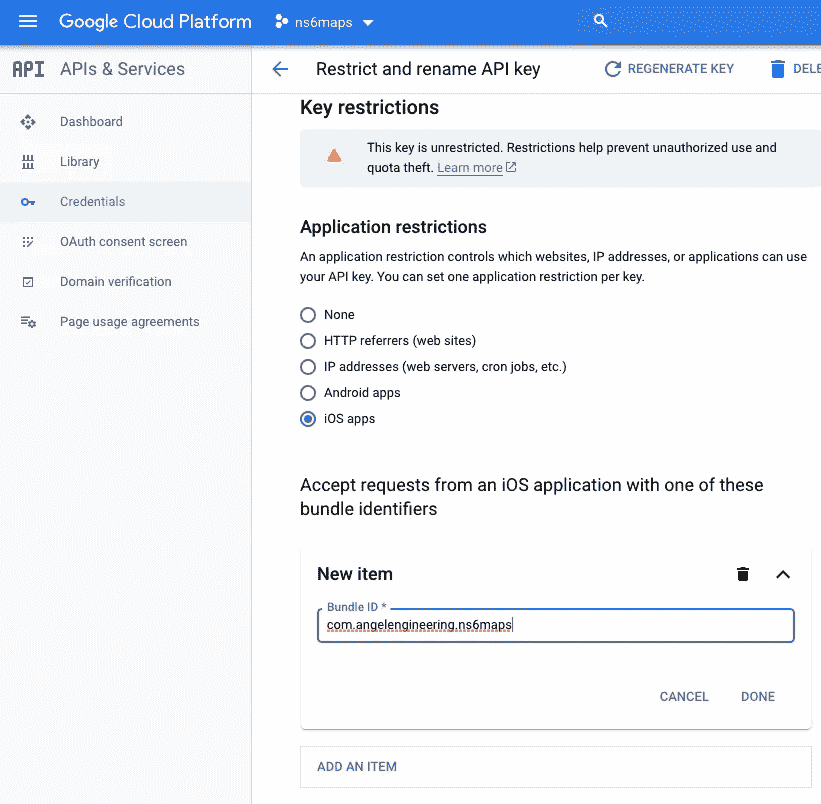 Google Cloud Platform
ns6maps
API APIs & Services
Restrict and rename API key
REGENERATE KEY
DELE
Dashboard
Library
Credentials
OAuth consent screen
Domain verification
Page usage agreements
Key restrictions
This key is unrestricted. Restrictions help prevent unauthorized use and
quota theft. Learn more
Application restrictions
An application restriction controls which websites, IP addresses, or applications can use
your API key. You can set one application restriction per key.
None
HTTP referrers (web sites)
IP addresses (web servers, cron jobs, etc.)
Android apps
iOS apps
Accept requests from an iOS application with one of these
bundle identifiers
New item
Bundle ID *
com.angelengineering.ns6maps
CANCEL
DONE
ADD AN ITEM